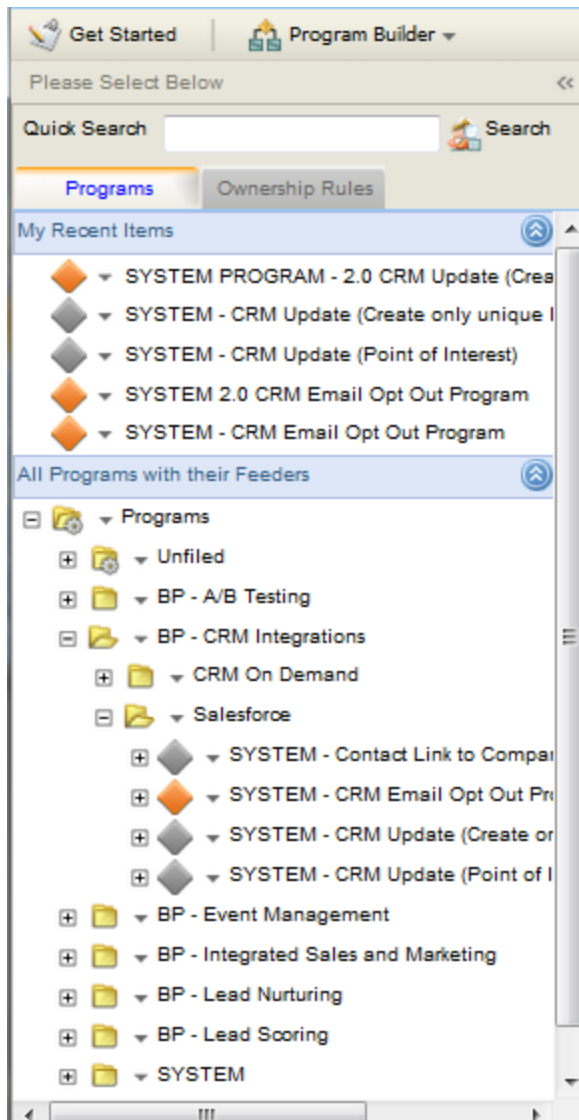 Get Started
Program Builder
Please Select Below
Quick Search
Search
Programs
Ownership Rules
My Recent Items
SYSTEM PROGRAM - 2.0 CRM Update (Crea
SYSTEM - CRM Update (Create only unique
SYSTEM - CRM Update (Point of Interest)
SYSTEM 2.0 CRM Email Opt Out Program
SYSTEM - CRM Email Opt Out Program
All Programs with their Feeders
Programs
Unfiled
BP - A/B Testing
BP - CRM Integrations
CRM On Demand
Salesforce
SYSTEM - Contact Link to Compa
SYSTEM - CRM Email Opt Out Pr
SYSTEM - CRM Update (Create or
SYSTEM - CRM Update (Point of I
BP - Event Management
BP - Integrated Sales and Marketing
BP - Lead Nurturing
BP - Lead Scoring
SYSTEM